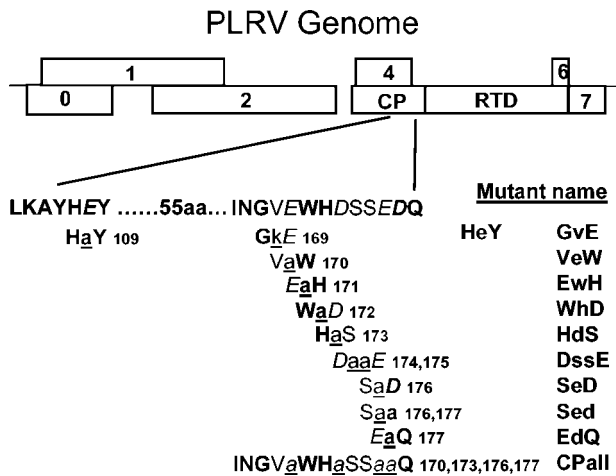 PLRV Genome
1 4 6
0 2 CP RTD 7
LKAYHEY ......55aa... INGVEWHDSSEDQ
Mutant name
HaY 109 GkE 169 HeY GvE
VaW 170 VeW
EaH 171 EwH
WaD 172 WhD
HaS 173 HdS
DaaE 174,175 DssE
SaD 176 SeD
Saa 176,177 Sed
EaQ 177 EdQ
INGVaWHaSSaaQ 170,173,176,177 CPall